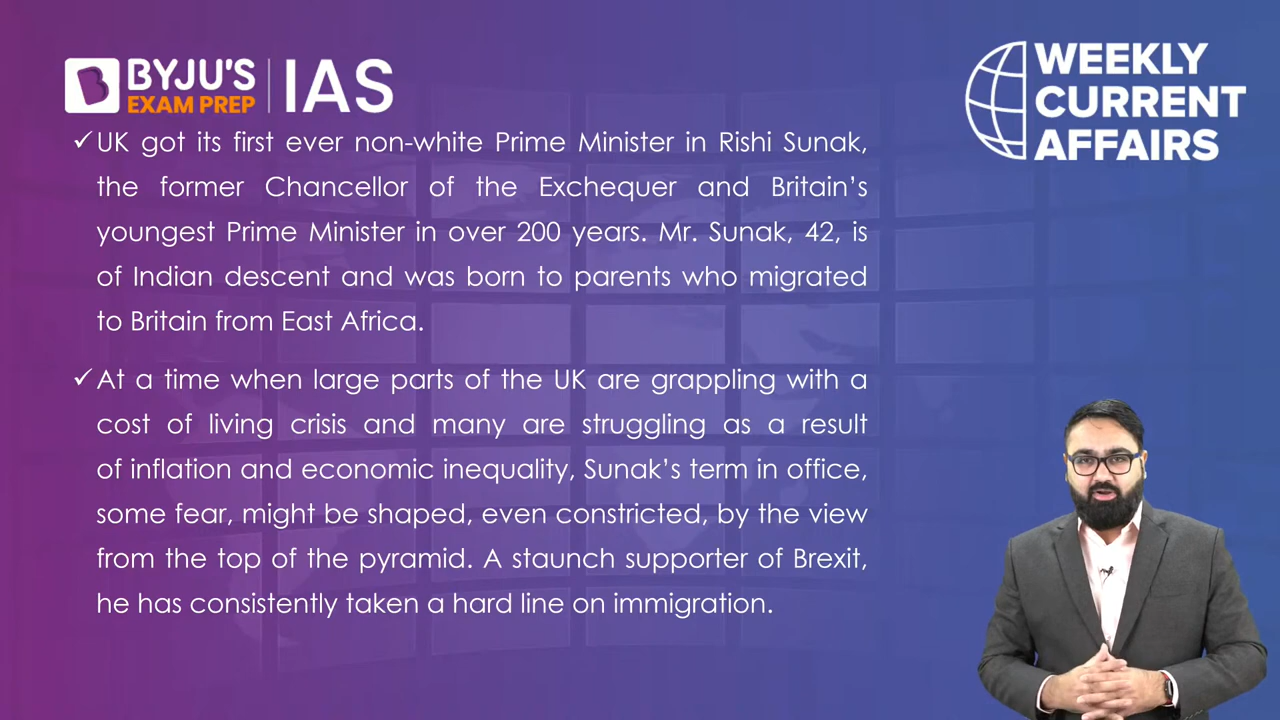 BYJU'S
EXAM PREP
IAS
WEEKLY
CURRENT
AFFAIRS
✓UK got its first ever non-white Prime Minister in Rishi Sunak,
the former Chancellor of the Exchequer and Britain's
youngest Prime Minister in over 200 years. Mr. Sunak, 42, is
of Indian descent and was born to parents who migrated
to Britain from East Africa.
✓At a time when large parts of the UK are grappling with a
cost of living crisis and many are struggling as a result
of inflation and economic inequality, Sunak's term in office,
some fear, might be shaped, even constricted, by the view
from the top of the pyramid. A staunch supporter of Brexit,
he has consistently taken a hard line on immigration.